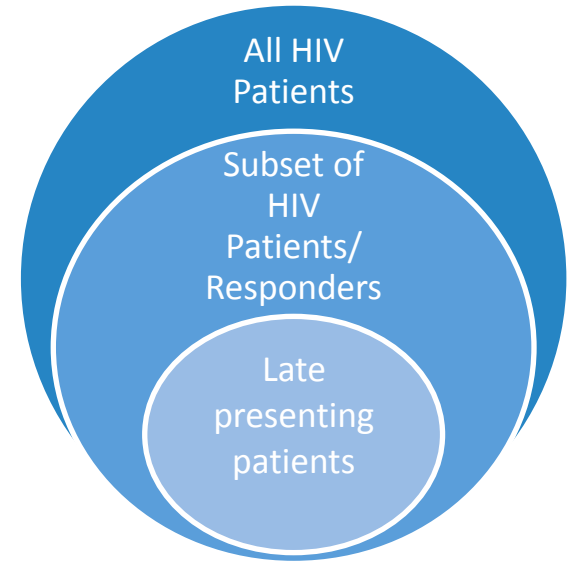 All HIV
Patients
Subset of
HIV
Patients/
Responders
Late
presenting
patients